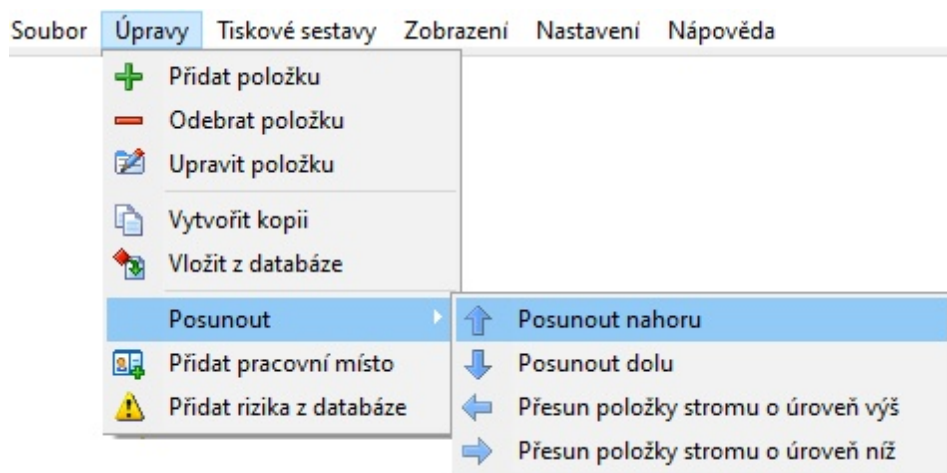 Soubor Úpravy Tiskové sestavy Zobrazení Nastavení Nápověda
Přidat položku
Odebrat položku
Upravit položku
Vytvořit kopii
Vložit z databáze
Posunout
Přidat pracovní místo
Přidat rizika z databáze
Posunout nahoru
Posunout dolu
Přesun položky stromu o úroveň výš
Přesun položky stromu o úroveň níž